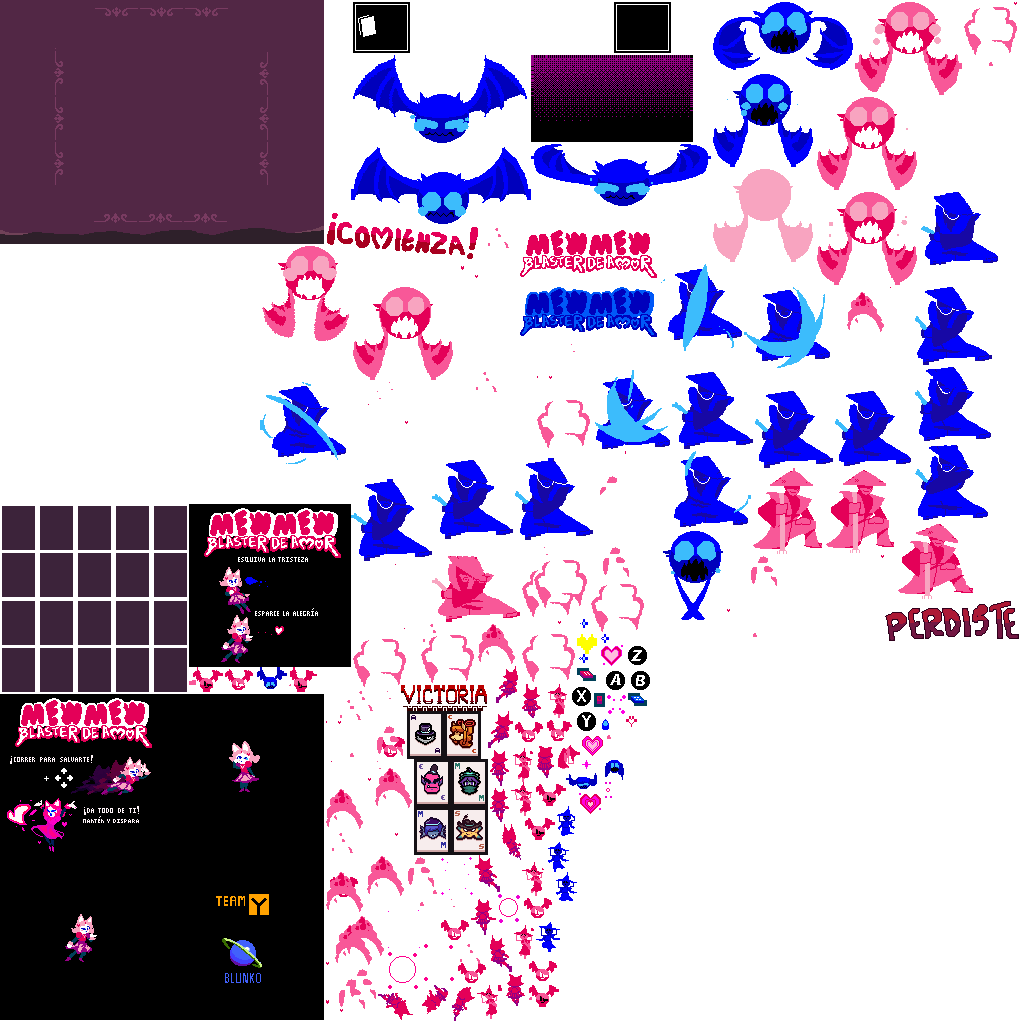 ¡COMIENZA!
MEWMEW
BLASTER DE AMOR
MEWMEW
BLASTER DE AMOR
MEWMEW
BLASTER DE AMOR
ESQUIVA LA TRISTEZA
ESPARCE LA ALEGRÍA
PERDISTE
Z
A
B
X
Y
VICTORIA
A
C
A
C
E
M
E
M
M
S
M
S
MEWMEW
BLASTER DE AMOR
¡CORRER PARA SALVARTE!
+
¡DA TODO DE TI!
MANTÉN Y DISPARA
TEAM Y
BLUNKO